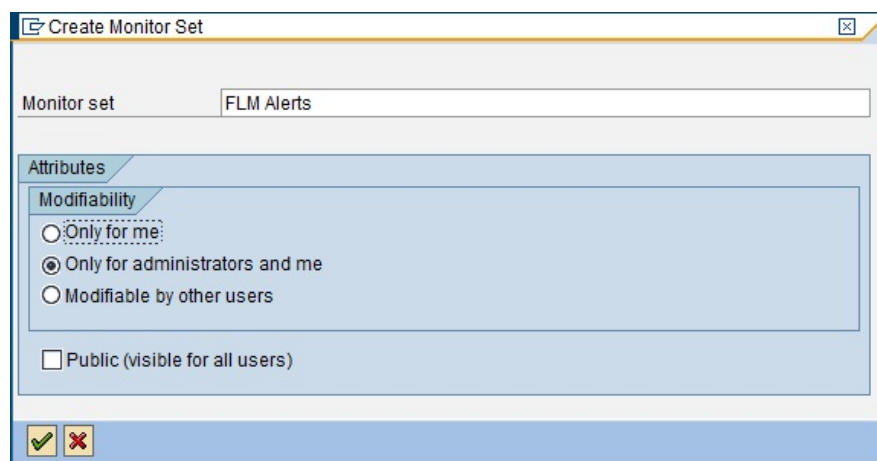 Create Monitor Set
Monitor set FLM Alerts
Attributes
Modifiability
Only for me
Only for administrators and me
Modifiable by other users
Public (visible for all users)